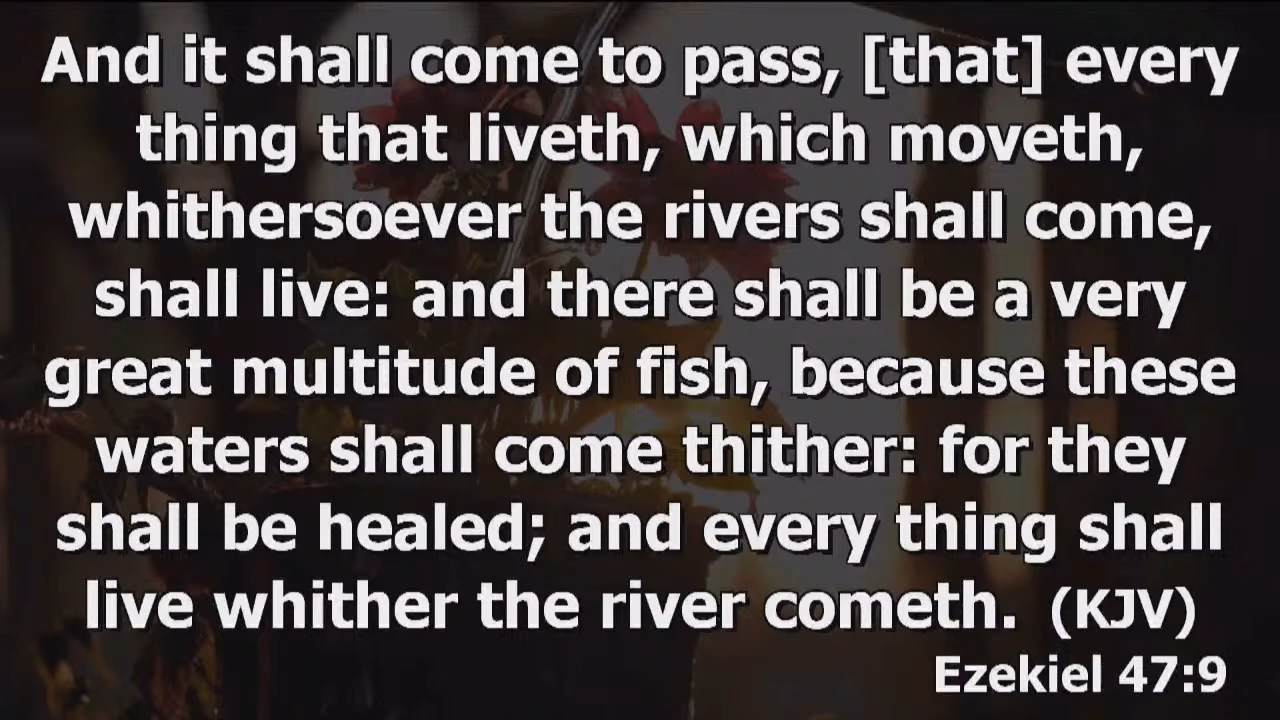 And it shall come to pass, [that] every
thing that liveth, which moveth,
whithersoever the rivers shall come,
shall live: and there shall be a very
great multitude of fish, because these
waters shall come thither: for they
shall be healed; and every thing shall
live whither the river cometh. (KJV)
Ezekiel 47:9